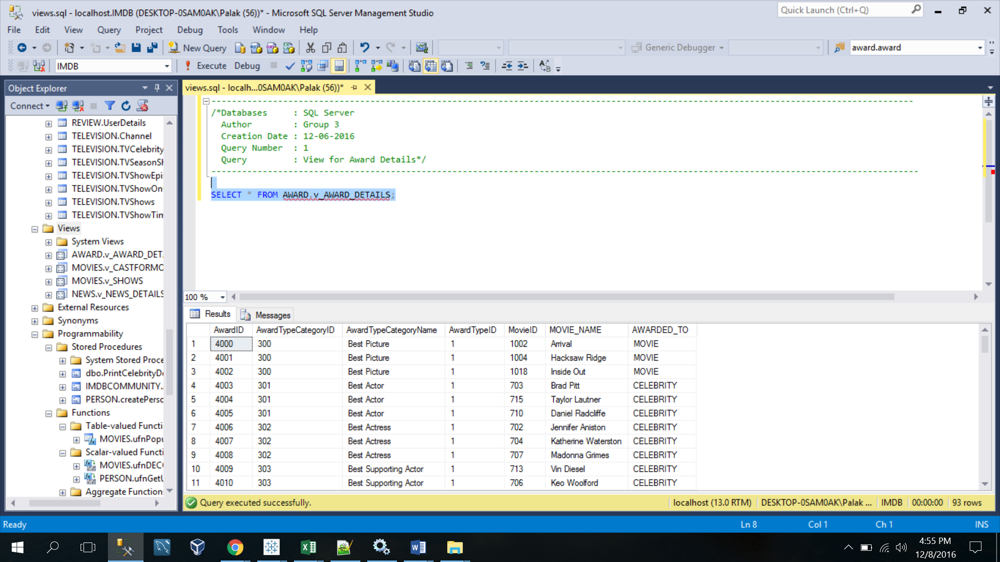 views.sql - localhost.IMDB (DESKTOP-0SAM0AK\Palak (56))* - Microsoft SQL Server Management Studio
Quick Launch (Ctrl+Q)
File Edit View Query Project Debug Tools Window Help
New Query
Generic Debugger
award.award
IMDB
Execute Debug
Object Explorer
Connect
REVIEW.UserDetails
TELEVISION.Channel
TELEVISION.TVCelebrity
TELEVISION.TVSeasonSh
TELEVISION.TVShowEpi
TELEVISION.TVShowOn
TELEVISION.TVShows
TELEVISION.TVShowTim
Views
System Views
AWARD.v_AWARD_DET
MOVIES.v_CASTFORMO
MOVIES.v_SHOWS
NEWS.v_NEWS_DETAILS
External Resources
Synonyms
Programmability
Stored Procedures
System Stored Proce
dbo.PrintCelebrityD
IMDBCOMMUNITY.
PERSON.createPerso
Functions
Table-valued Functi
MOVIES.ufnPopu
Scalar-valued Functi
MOVIES.ufnDEC
PERSON.ufnGetU
Aggregate Function
views.sql - localh...0SAM0AK\Palak (56))*
/*Databases : SQL Server
Author : Group 3
Creation Date : 12-06-2016
Query Number : 1
Query : View for Award Details*/
SELECT * FROM AWARD.v_AWARD_DETAILS;
100 %
Results Messages
AwardID AwardTypeCategoryID AwardTypeCategoryName AwardTypeID MovieID MOVIE_NAME AWARDED_TO
1 4000 300 Best Picture 1 1002 Arrival MOVIE
2 4001 300 Best Picture 1 1004 Hacksaw Ridge MOVIE
3 4002 300 Best Picture 1 1018 Inside Out MOVIE
4 4003 301 Best Actor 1 703 Brad Pitt CELEBRITY
5 4004 301 Best Actor 1 715 Taylor Lautner CELEBRITY
6 4005 301 Best Actor 1 710 Daniel Radcliffe CELEBRITY
7 4006 302 Best Actress 1 702 Jennifer Aniston CELEBRITY
8 4007 302 Best Actress 1 704 Katherine Waterston CELEBRITY
9 4008 302 Best Actress 1 707 Madonna Grimes CELEBRITY
10 4009 303 Best Supporting Actor 1 713 Vin Diesel CELEBRITY
11 4010 303 Best Supporting Actor 1 706 Keo Woolford CELEBRITY
Query executed successfully.
localhost (13.0 RTM) DESKTOP-0SAM0AK\Palak ... IMDB 00:00:00 93 rows
Ready
Ln 8 Col 1 Ch 1 INS
4:55 PM
12/8/2016